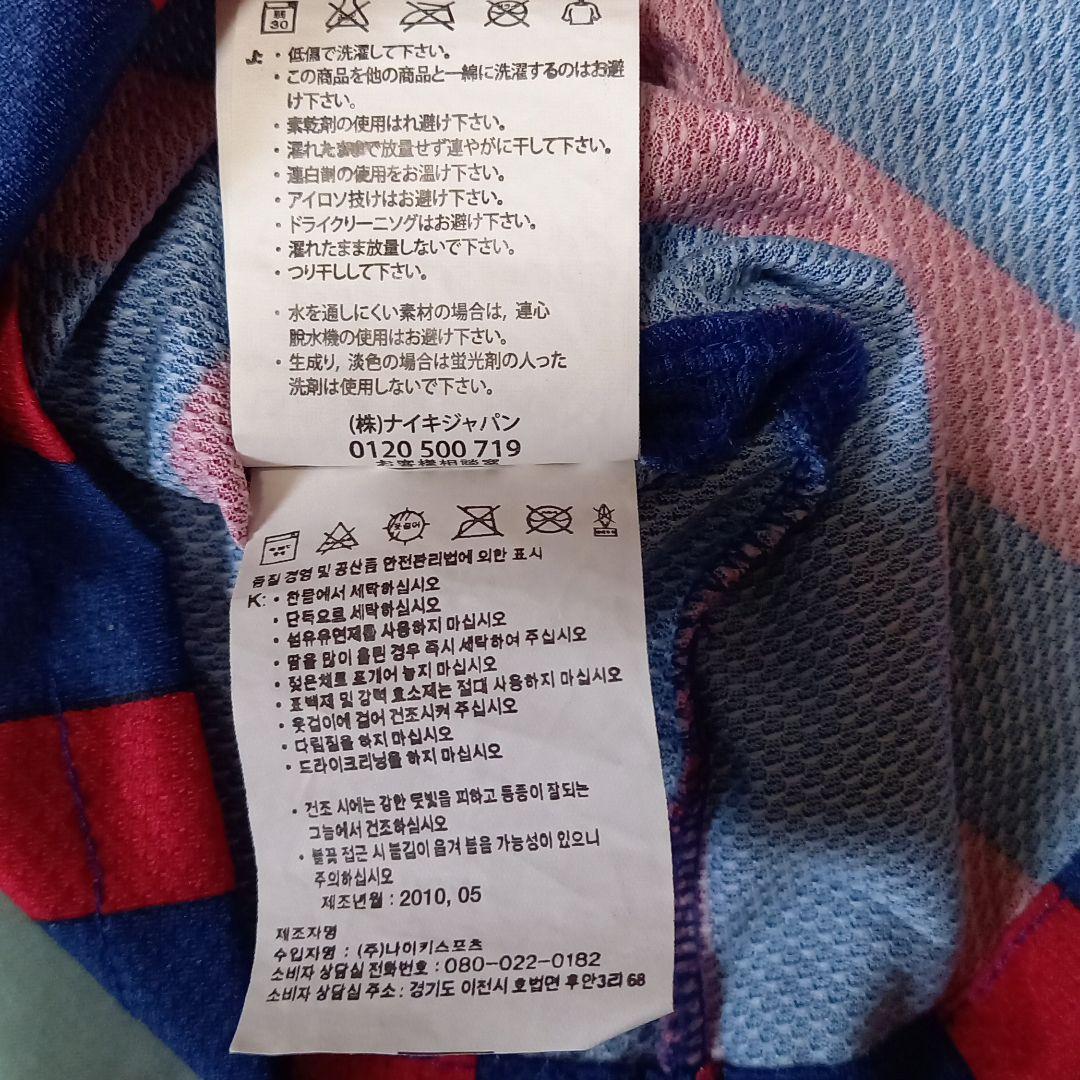 30
J: ・低傷で洗濯して下さい。
・この商品を他の商品と一綿に洗濯するのはお避
け下さい。
・素乾剤の使用はれ避け下さい。
・濯れたままで放量せず連やがに干して下さい。
・連白剤の使用をお溫け下さい。
・アイロソ技けはお避け下さい。
・ドライクリーニソグはお避け下さい。
・濯れたまま放量しないで下さい。
・つり干しして下さい。
・水を通しにくい素材の場合は, 連心
脱水機の使用はお避け下さい。
・生成り, 淡色の場合は蛍光剤の人った
洗剤は使用しないで下さい。
(株)ナイキジャパン
0120 500 719
お客様相談室
품질 경영 및 공산품 안전관리법에 의한 표시
K: ・찬물에서 세탁하십시오
・단독으로 세탁하십시오
・섬유유연제를 사용하지 마십시오
・땀을 많이 흘린 경우 즉시 세탁하여 주십시오
・젖은채로 포개어 놓지 마십시오
・표백제 및 강력 효소제는 절대 사용하지 마십시오
・옷걸이에 걸어 건조시켜 주십시오
・다림질을 하지 마십시오
・드라이크리닝을 하지 마십시오
・건조 시에는 강한 햇빛을 피하고 통풍이 잘되는
그늘에서 건조하십시오
・불꽃 접근 시 불길이 옮겨 붙을 가능성이 있으니
주의하십시오
제조년월 : 2010, 05
제조자명
수입자명 : (주)나이키스포츠
소비자 상담실 전화번호 : 080-022-0182
소비자 상담실 주소 : 경기도 이전시 호법면 후안3리 68